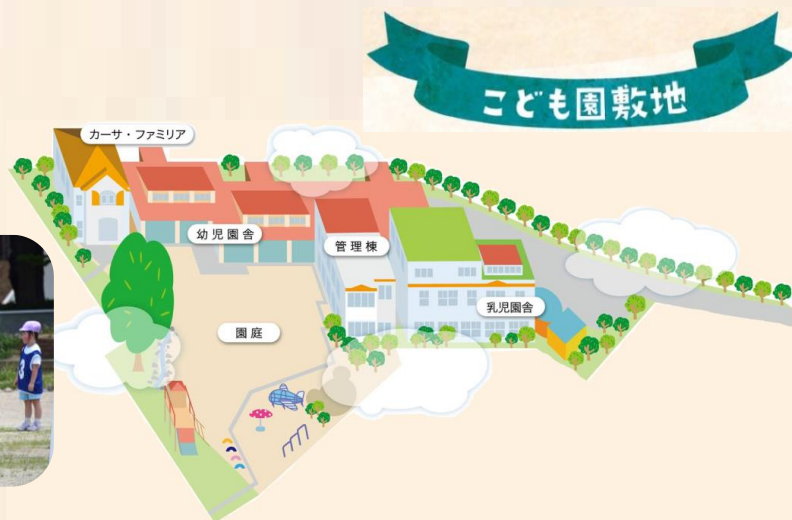 こども園敷地
カーサ・ファミリア
幼児園舎
管理棟
乳児園舎
園庭